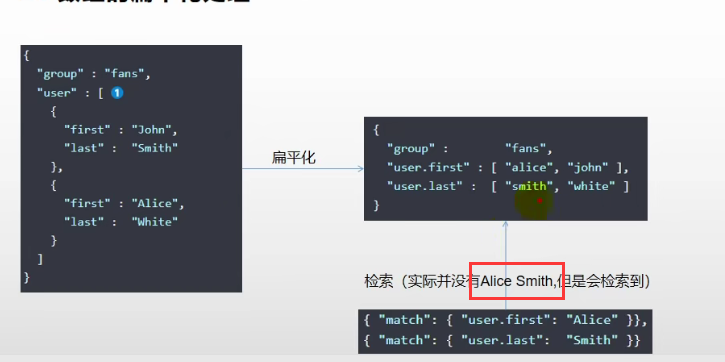 {
"group" : "fans",
"user" : [ 1
{
"first" : "John",
"last" : "Smith"
},
{
"first" : "Alice",
"last" : "White"
}
]
}
扁平化
{
"group" : "fans",
"user.first" : [ "alice", "john" ],
"user.last" : [ "smith", "white" ]
}
检索（实际并没有Alice Smith,但是会检索到）
{ "match": { "user.first": "Alice" }},
{ "match": { "user.last": "Smith" }}